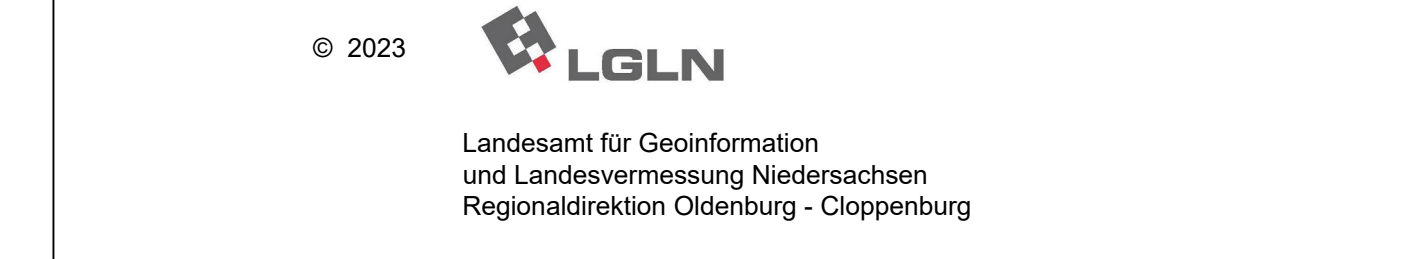 © 2023
LGLN
Landesamt für Geoinformation
und Landesvermessung Niedersachsen
Regionaldirektion Oldenburg - Cloppenburg